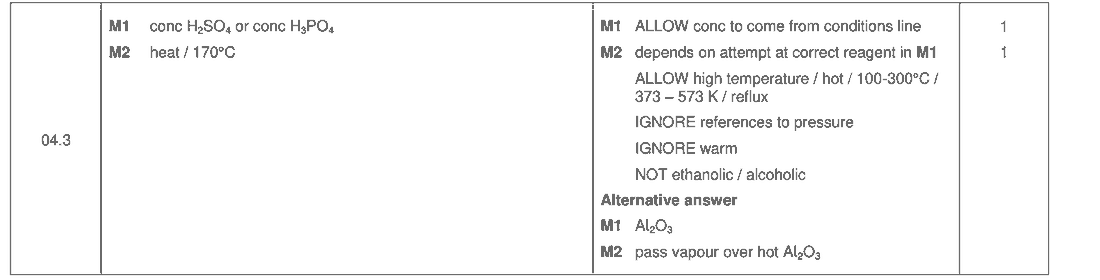 04.3
M1 conc H₂SO₄ or conc H₃PO₄
M2 heat / 170°C
M1 ALLOW conc to come from conditions line
M2 depends on attempt at correct reagent in M1
ALLOW high temperature / hot / 100-300°C /
373 – 573 K / reflux
IGNORE references to pressure
IGNORE warm
NOT ethanolic / alcoholic
Alternative answer
M1 Al₂O₃
M2 pass vapour over hot Al₂O₃
1
1